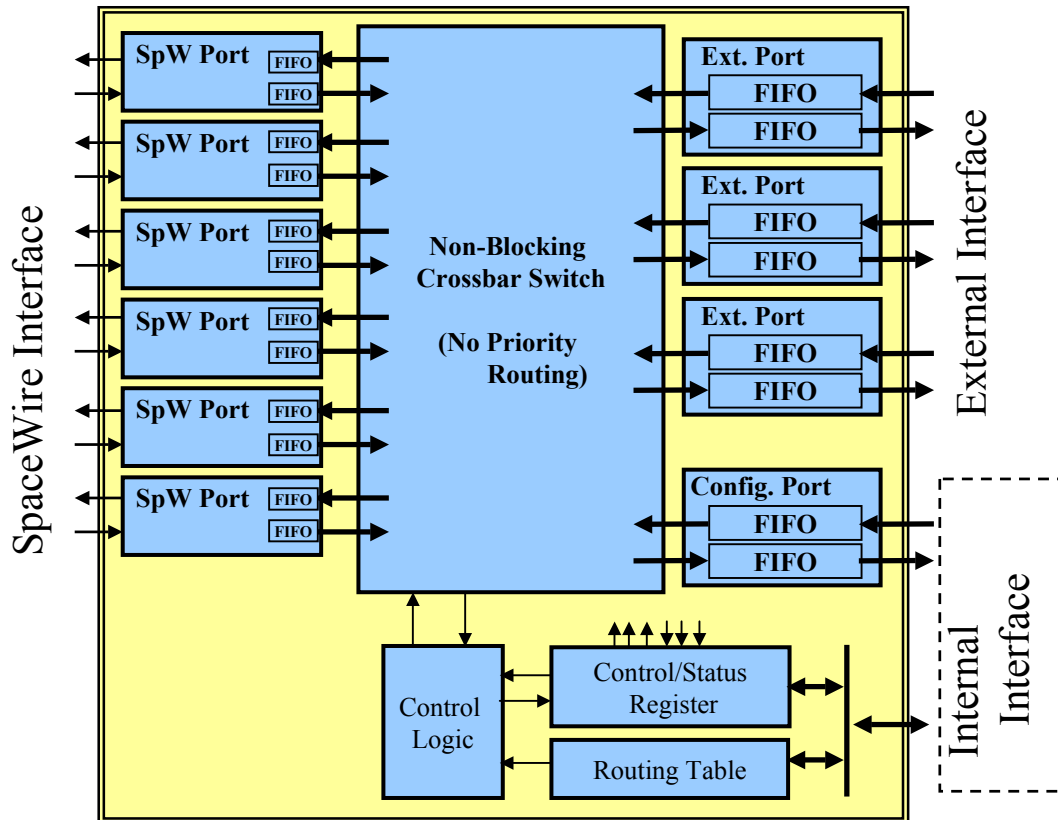 SpaceWire Interface
SpW Port
FIFO
FIFO
SpW Port
FIFO
FIFO
SpW Port
FIFO
FIFO
SpW Port
FIFO
FIFO
SpW Port
FIFO
FIFO
SpW Port
FIFO
FIFO
Non-Blocking
Crossbar Switch
(No Priority
Routing)
Ext. Port
FIFO
FIFO
Ext. Port
FIFO
FIFO
Ext. Port
FIFO
FIFO
Config. Port
FIFO
FIFO
External Interface
Internal
Interface
Control
Logic
Control/Status
Register
Routing Table